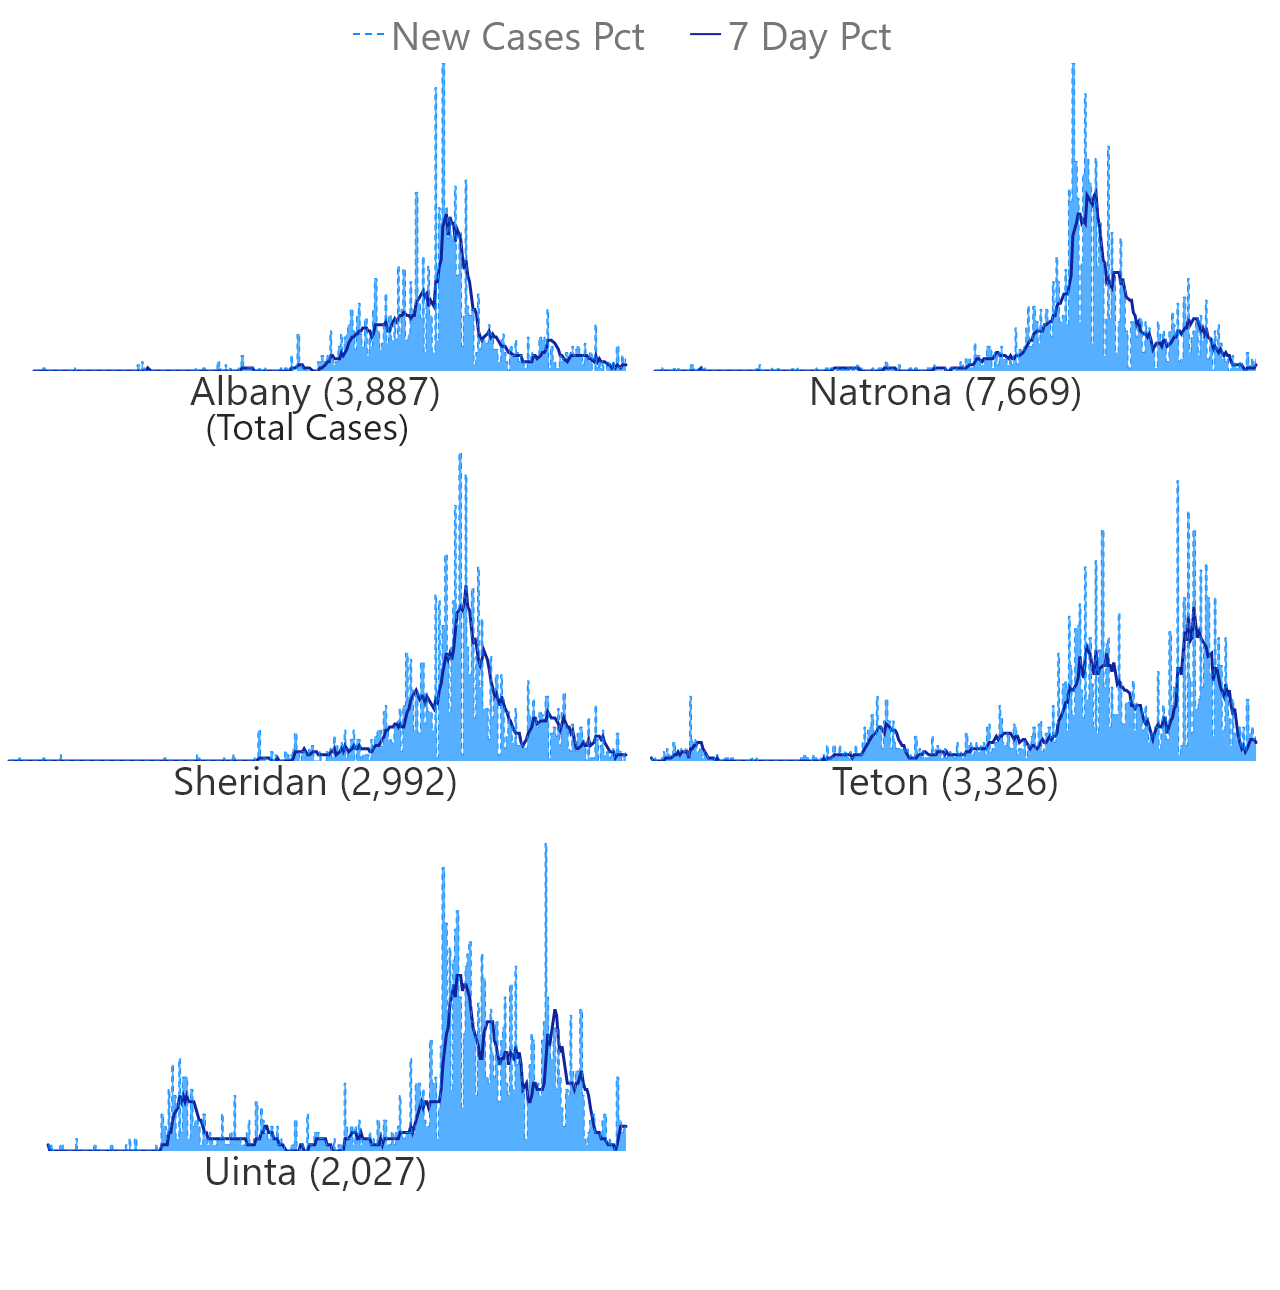 New Cases Pct 7 Day Pct
Albany (3,887) Natrona (7,669)
(Total Cases)
Sheridan (2,992) Teton (3,326)
Uinta (2,027)